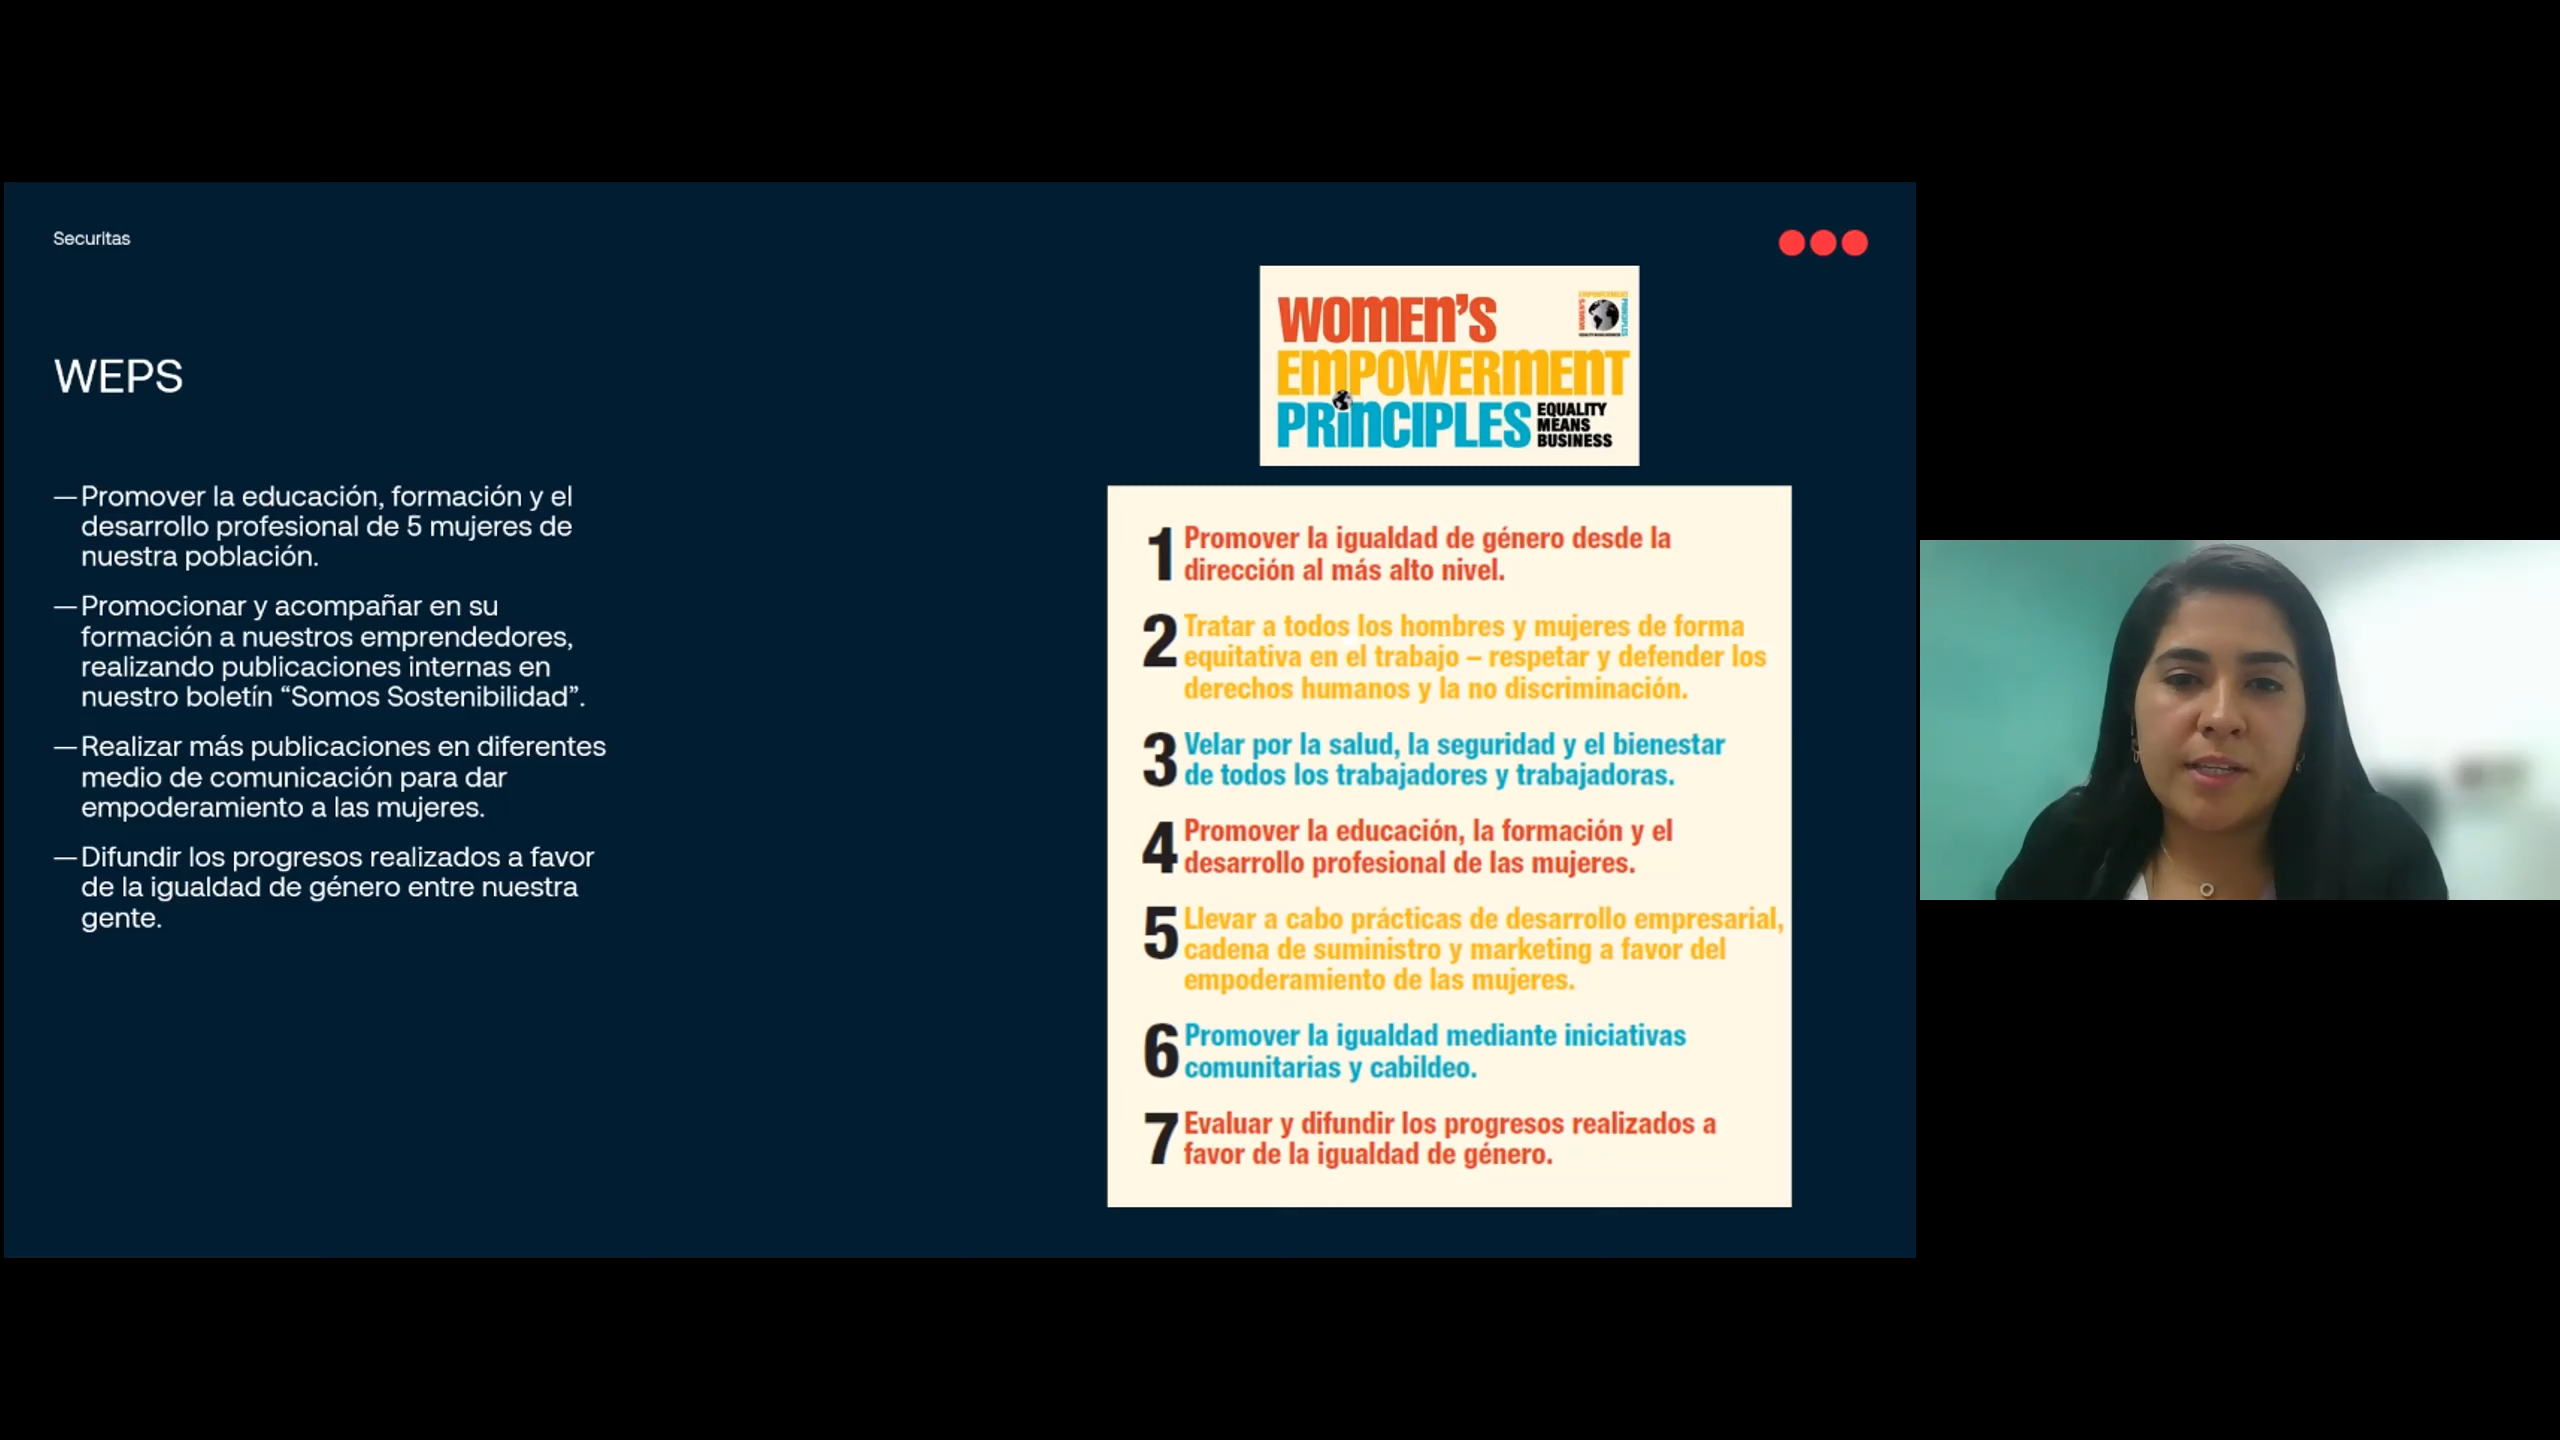 Securitas
WEPS
—Promover la educación, formación y el
desarrollo profesional de 5 mujeres de
nuestra población.
—Promocionar y acompañar en su
formación a nuestros emprendedores,
realizando publicaciones internas en
nuestro boletín “Somos Sostenibilidad”.
—Realizar más publicaciones en diferentes
medio de comunicación para dar
empoderamiento a las mujeres.
—Difundir los progresos realizados a favor
de la igualdad de género entre nuestra
gente.
WOMEN'S
EMPOWERMENT
PRINCIPLES
EQUALITY
MEANS
BUSINESS
1 Promover la igualdad de género desde la
dirección al más alto nivel.
2 Tratar a todos los hombres y mujeres de forma
equitativa en el trabajo – respetar y defender los
derechos humanos y la no discriminación.
3 Velar por la salud, la seguridad y el bienestar
de todos los trabajadores y trabajadoras.
4 Promover la educación, la formación y el
desarrollo profesional de las mujeres.
5 Llevar a cabo prácticas de desarrollo empresarial,
cadena de suministro y marketing a favor del
empoderamiento de las mujeres.
6 Promover la igualdad mediante iniciativas
comunitarias y cabildeo.
7 Evaluar y difundir los progresos realizados a
favor de la igualdad de género.